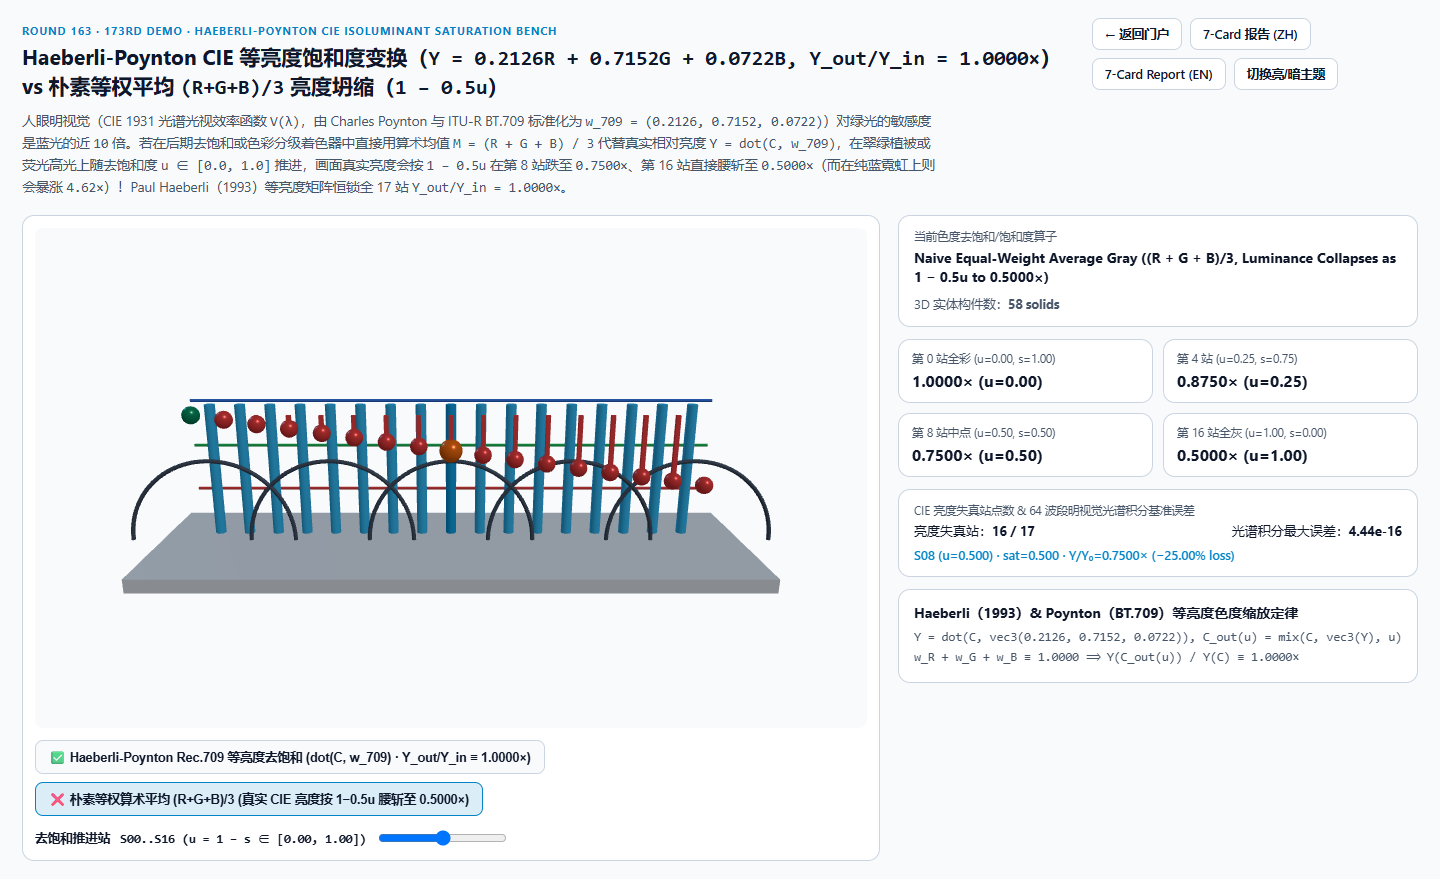 ROUND 163 · 173RD DEMO · HAEBERLI-POYNTON CIE ISOLUMINANT SATURATION BENCH
Haeberli-Poynton CIE 等亮度饱和度变换（Y = 0.2126R + 0.7152G + 0.0722B, Y_out/Y_in = 1.0000×）
vs 朴素等权平均 (R+G+B)/3 亮度坍缩（1 − 0.5u）
← 返回门户
7-Card 报告 (ZH)
7-Card Report (EN)
切换亮/暗主题
人眼明视觉（CIE 1931 光谱光视效率函数 V(λ)，由 Charles Poynton 与 ITU-R BT.709 标准化为 w_709 = (0.2126, 0.7152, 0.0722)）对绿光的敏感度
是蓝光的近 10 倍。若在后期去饱和或色彩分级着色器中直接用算术均值 M = (R + G + B) / 3 代替真实相对亮度 Y = dot(C, w_709)，在翠绿植被或
荧光高光上随去饱和度 u ∈ [0.0, 1.0] 推进，画面真实亮度会按 1 − 0.5u 在第 8 站跌至 0.7500×、第 16 站直接腰斩至 0.5000×（而在纯蓝霓虹上则
会暴涨 4.62×）！Paul Haeberli（1993）等亮度矩阵恒锁全 17 站 Y_out/Y_in = 1.0000×。
当前色度去饱和/饱和度算子
Naive Equal-Weight Average Gray ((R + G + B)/3, Luminance Collapses as
1 − 0.5u to 0.5000×)
3D 实体构件数：58 solids
第 0 站全彩 (u=0.00, s=1.00)
1.0000× (u=0.00)
第 4 站 (u=0.25, s=0.75)
0.8750× (u=0.25)
第 8 站中点 (u=0.50, s=0.50)
0.7500× (u=0.50)
第 16 站全灰 (u=1.00, s=0.00)
0.5000× (u=1.00)
CIE 亮度失真站点数 & 64 波段明视觉光谱积分基准误差
亮度失真站：16 / 17
光谱积分最大误差：4.44e-16
S08 (u=0.500) · sat=0.500 · Y/Y₀=0.7500× (−25.00% loss)
Haeberli（1993）& Poynton（BT.709）等亮度色度缩放定律
Y = dot(C, vec3(0.2126, 0.7152, 0.0722)), C_out(u) = mix(C, vec3(Y), u)
w_R + w_G + w_B ≡ 1.0000 ⟹ Y(C_out(u)) / Y(C) ≡ 1.0000×
✅ Haeberli-Poynton Rec.709 等亮度去饱和 (dot(C, w_709) · Y_out/Y_in ≡ 1.0000×)
❌ 朴素等权算术平均 (R+G+B)/3 (真实 CIE 亮度按 1−0.5u 腰斩至 0.5000×)
去饱和推进站 S00..S16 (u = 1 − s ∈ [0.00, 1.00])